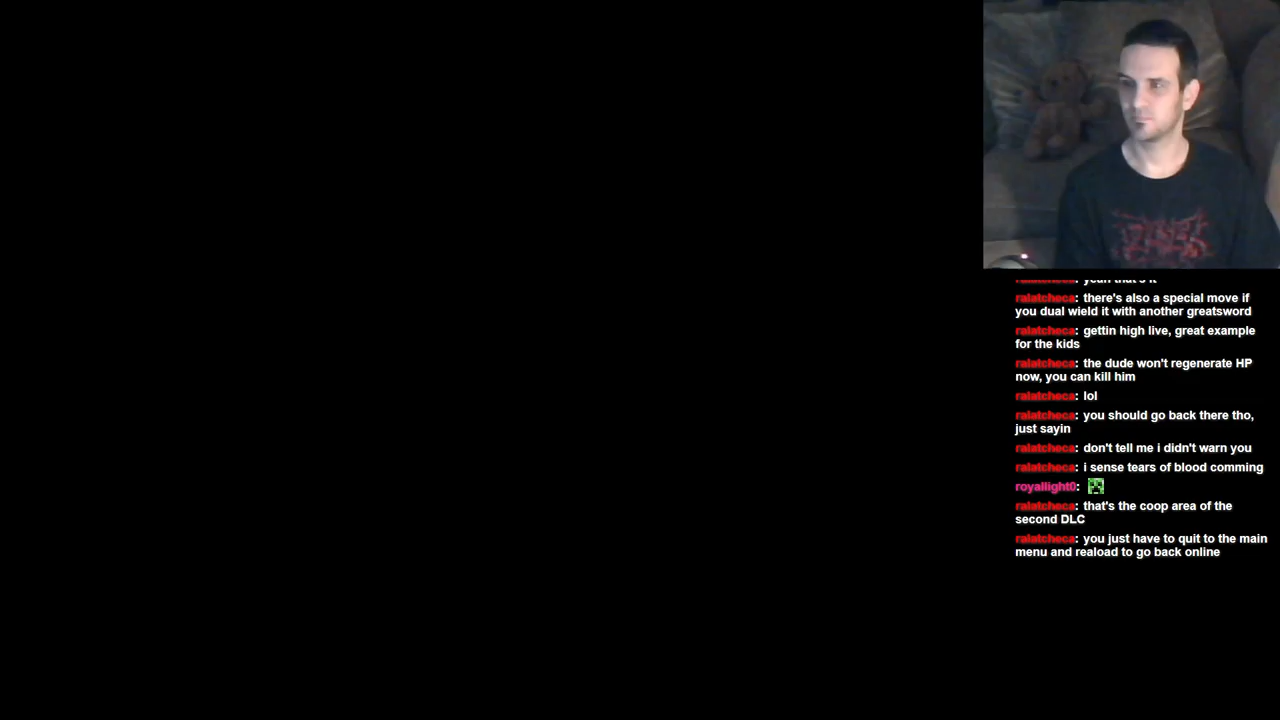 ralatcheca: yeah that's it
ralatcheca: there's also a special move if
you dual wield it with another greatsword
ralatcheca: gettin high live, great example
for the kids
ralatcheca: the dude won't regenerate HP
now, you can kill him
ralatcheca: lol
ralatcheca: you should go back there tho,
just sayin
ralatcheca: don't tell me i didn't warn you
ralatcheca: i sense tears of blood comming
royallight0:
ralatcheca: that's the coop area of the
second DLC
ralatcheca: you just have to quit to the main
menu and reaload to go back online